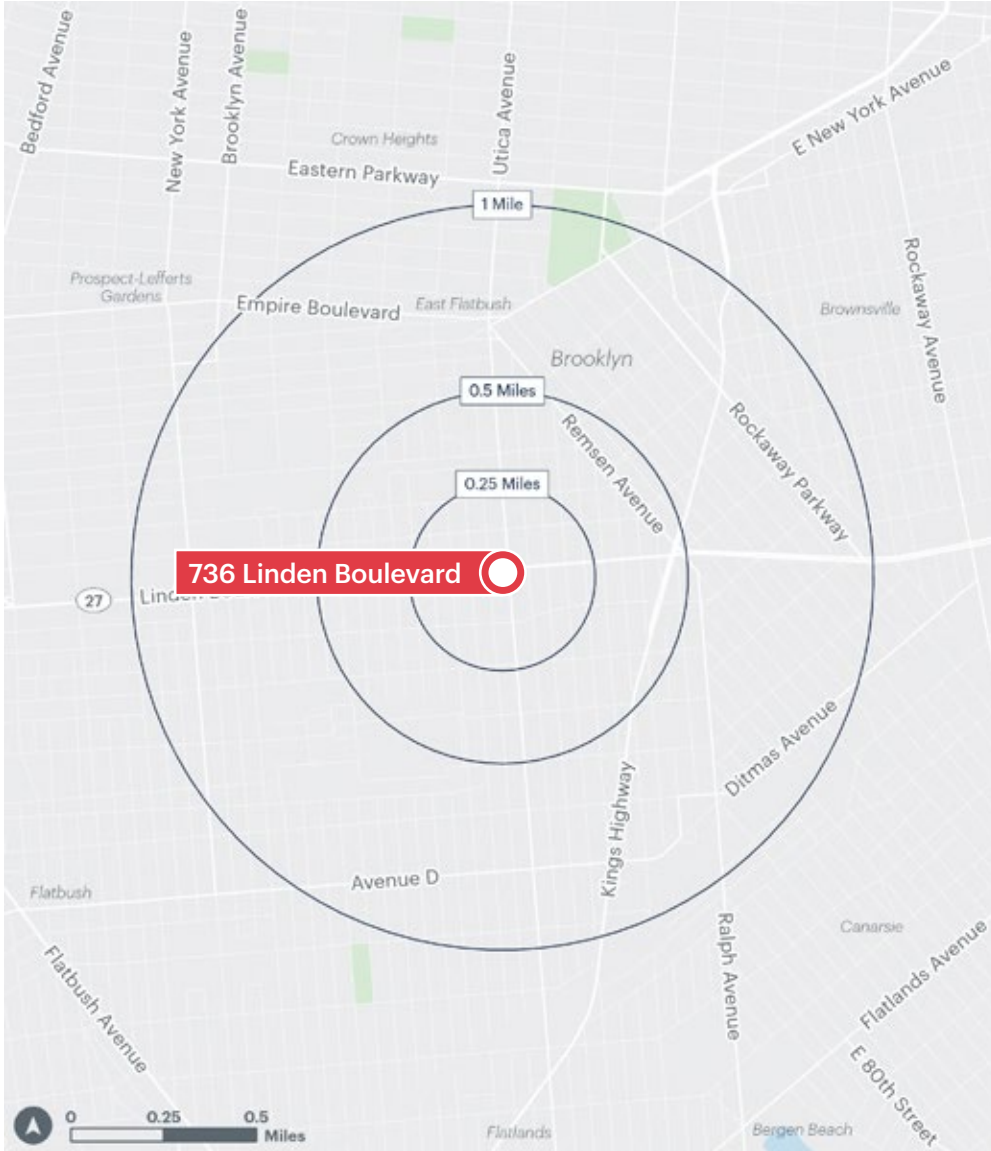 Bedford Avenue
New York Avenue
Brooklyn Avenue
Utica Avenue
E New York Avenue
Crown Heights
Eastern Parkway
1 Mile
Rockaway Avenue
Prospect-Lefferts
Gardens
Empire Boulevard
East Flatbush
Brownsville
Brooklyn
0.5 Miles
Remsen Avenue
Rockaway Parkway
0.25 Miles
736 Linden Boulevard
27
Ditmas Avenue
Kings Highway
Avenue D
Flatbush
Flatbush Avenue
Ralph Avenue
Canarsie
Flatlands Avenue
E 80th Street
0 0.25 0.5
Miles
Flatlands
Bergen Beach